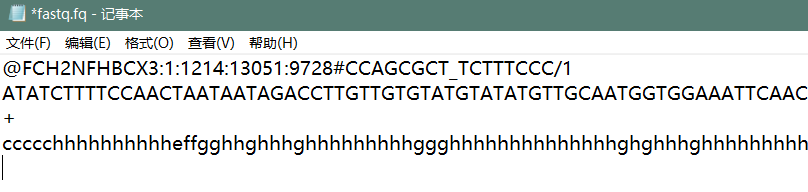 *fastq.fq - 记事本
文件(F) 编辑(E) 格式(O) 查看(V) 帮助(H)
@FCH2NFHBCX3:1:1214:13051:9728#CCAGCGCT_TCTTTCCC/1
ATATCTTTTCCAACTAATAATAGACCTTGTTGTGTATGTATATGTTGCAATGGTGGAAATTCAAC
+
ccccchhhhhhhhhheffgghhghhhghhhhhhhhhggghhhhhhhhhhhhhhghghhhghhhhhhhhh